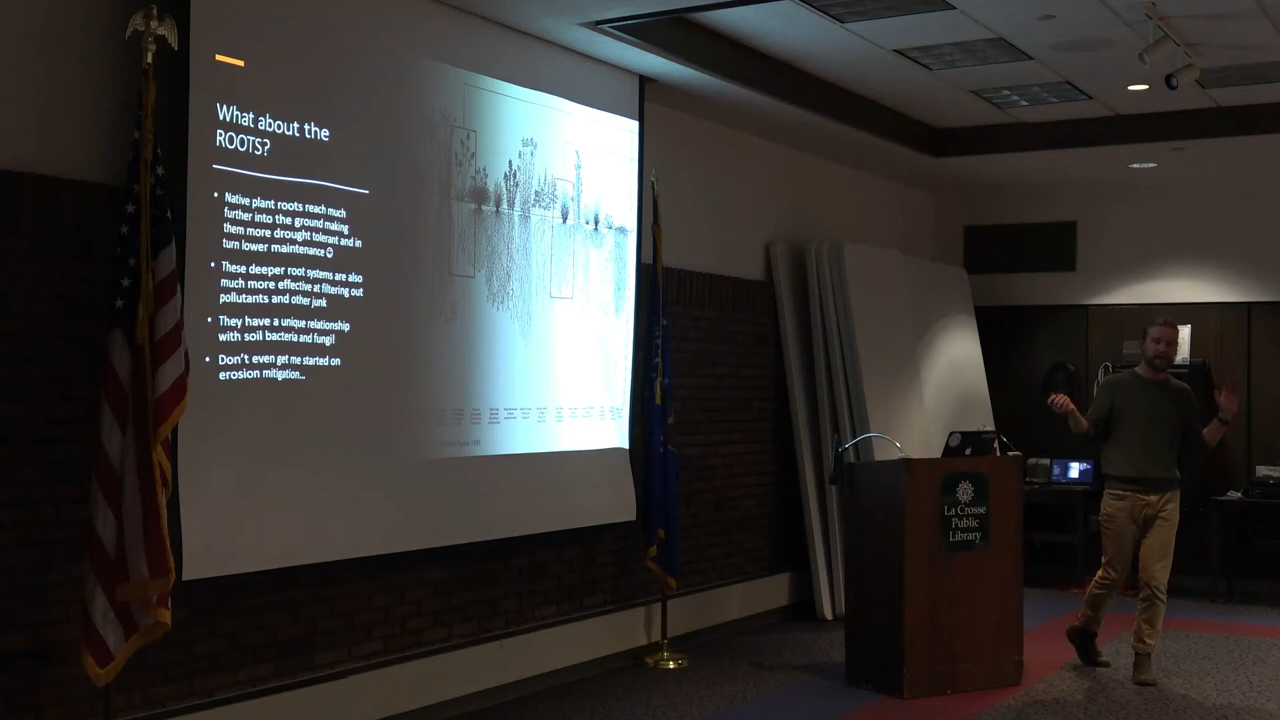 What about the
ROOTS?
• Native plant roots reach much
further into the ground making
them more drought tolerant and in
turn lower maintenance ☺
• These deeper root systems are also
much more effective at filtering out
pollutants and other junk
• They have a unique relationship
with soil bacteria and fungi!
• Don't even get me started on
erosion mitigation...
La Crosse
Public
Library